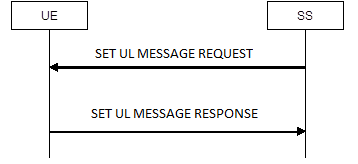 UE
SS
SET UL MESSAGE REQUEST
SET UL MESSAGE RESPONSE